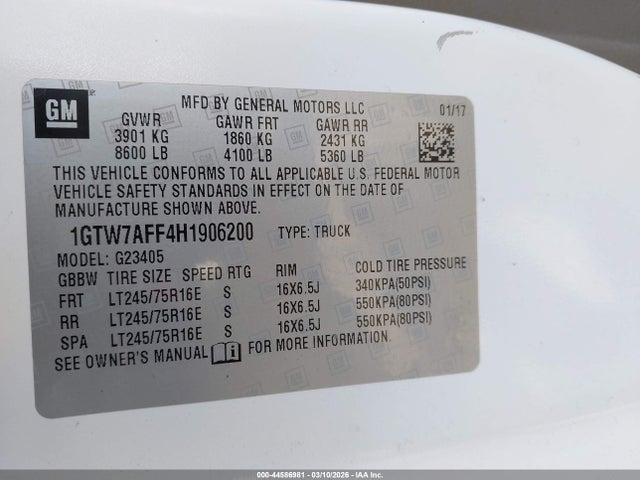 GM
MFD BY GENERAL MOTORS LLC 01/17
GVWR GAWR FRT GAWR RR
3901 KG 1860 KG 2431 KG
8600 LB 4100 LB 5360 LB
THIS VEHICLE CONFORMS TO ALL APPLICABLE U.S. FEDERAL MOTOR
VEHICLE SAFETY STANDARDS IN EFFECT ON THE DATE OF
MANUFACTURE SHOWN ABOVE.
1GTW7AFF4H1906200 TYPE: TRUCK
MODEL: G23405
GBBW TIRE SIZE SPEED RTG RIM COLD TIRE PRESSURE
FRT LT245/75R16E S 16X6.5J 340KPA(50PSI)
RR LT245/75R16E S 16X6.5J 550KPA(80PSI)
SPA LT245/75R16E S 16X6.5J 550KPA(80PSI)
SEE OWNER'S MANUAL FOR MORE INFORMATION.
000-44586981 - 03/10/2026 - IAA Inc.